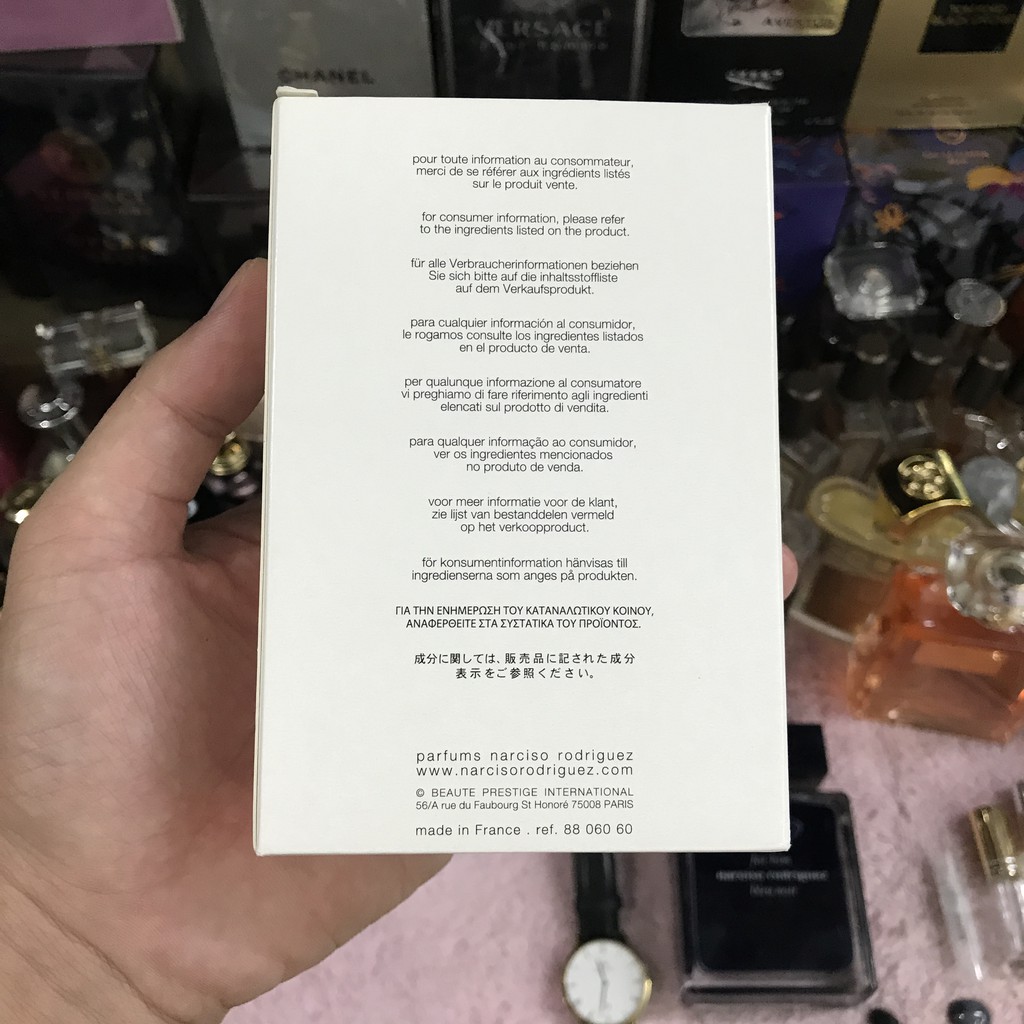 VERSACE
pour homme
CHANEL
pour toute information au consommateur,
merci de se référer aux ingrédients listés
sur le produit vente.
for consumer information, please refer
to the ingredients listed on the product.
für alle Verbraucherinformationen beziehen
Sie sich bitte auf die inhaltsstoffliste
auf dem Verkaufsprodukt.
para cualquier información al consumidor,
le rogamos consulte los ingredientes listados
en el producto de venta.
per qualunque informazione al consumatore
vi preghiamo di fare riferimento agli ingredienti
elencati sul prodotto di vendita.
para qualquer informação ao consumidor,
ver os ingredientes mencionados
no produto de venda.
voor meer informatie voor de klant,
zie lijst van bestanddelen vermeld
op het verkoopproduct.
för konsumentinformation hänvisas till
ingredienserna som anges på produkten.
ΓΙΑ ΤΗΝ ΕΝΗΜΕΡΩΣΗ ΤΟΥ ΚΑΤΑΝΑΛΩΤΙΚΟΥ ΚΟΙΝΟΥ,
ΑΝΑΦΕΡΘΕΙΤΕ ΣΤΑ ΣΥΣΤΑΤΙΚΑ ΤΟΥ ΠΡΟΪΟΝΤΟΣ.
成分に関しては、販売品に記された成分
表示をご参照ください。
parfums narciso rodriguez
www.narcisorodriguez.com
© BEAUTE PRESTIGE INTERNATIONAL
56/A rue du Faubourg St Honoré 75008 PARIS
made in France . ref. 88 060 60
for him
narciso rodriguez
bleu noir